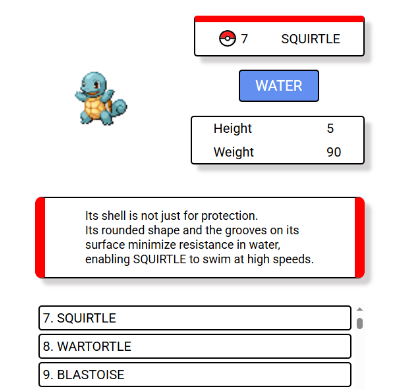 7 SQUIRTLE
WATER
Height 5
Weight 90
Its shell is not just for protection.
Its rounded shape and the grooves on its
surface minimize resistance in water,
enabling SQUIRTLE to swim at high speeds.
7. SQUIRTLE
8. WARTORTLE
9. BLASTOISE